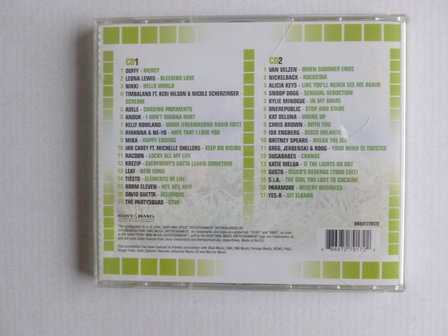 CD1
1 DUFFY - MERCY
2 LEONA LEWIS - BLEEDING LOVE
3 NIKKI - HELLO WORLD
4 TIMBALAND FT. KERI HILSON & NICOLE SCHERZINGER -
SCREAM
5 ADELE - CHASING PAVEMENTS
6 ANOUK - I DON'T WANNA HURT
7 KELLY ROWLAND - WORK (FREEMASONS RADIO EDIT)
8 RIHANNA & NE-YO - HATE THAT I LOVE YOU
9 MIKA - HAPPY ENDING
10 IAN CAREY FT. MICHELLE SHELLERS - KEEP ON RISING
11 RACOON - LUCKY ALL MY LIFE
12 KREZIP - EVERYBODY'S GOTTA LEARN SOMETIME
13 LEAF - NEW SONG
14 TIËSTO - ELEMENTS OF LIFE
15 ROOM ELEVEN - HEY, HEY, HEY!
16 DAVID GUETTA - DELIRIOUS
17 THE PARTYSQUAD - STUK
CD2
1 VAN VELZEN - WHEN SUMMER ENDS
2 NICKELBACK - ROCKSTAR
3 ALICIA KEYS - LIKE YOU'LL NEVER SEE ME AGAIN
4 SNOOP DOGG - SENSUAL SEDUCTION
5 KYLIE MINOGUE - IN MY ARMS
6 ONEREPUBLIC - STOP AND STARE
7 KAT DELUNA - WHINE UP
8 CHRIS BROWN - WITH YOU
9 IDA ENGBERG - DISCO VOLANTE
10 BRITNEY SPEARS - BREAK THE ICE
11 GREG, JERDENSKI & ROOG - YOUR MIND IS TWISTED
12 SUGABABES - CHANGE
13 KATIE MELUA - IF THE LIGHTS GO OUT
14 GUSTO - DISCO'S REVENGE (2008 EDIT)
15 S.I.A. - THE GIRL YOU LOST TO COCAINE
16 PARAMORE - MISERY BUSINESS
17 YES-R - UIT ELKAAR
SONY BMG
88697279172